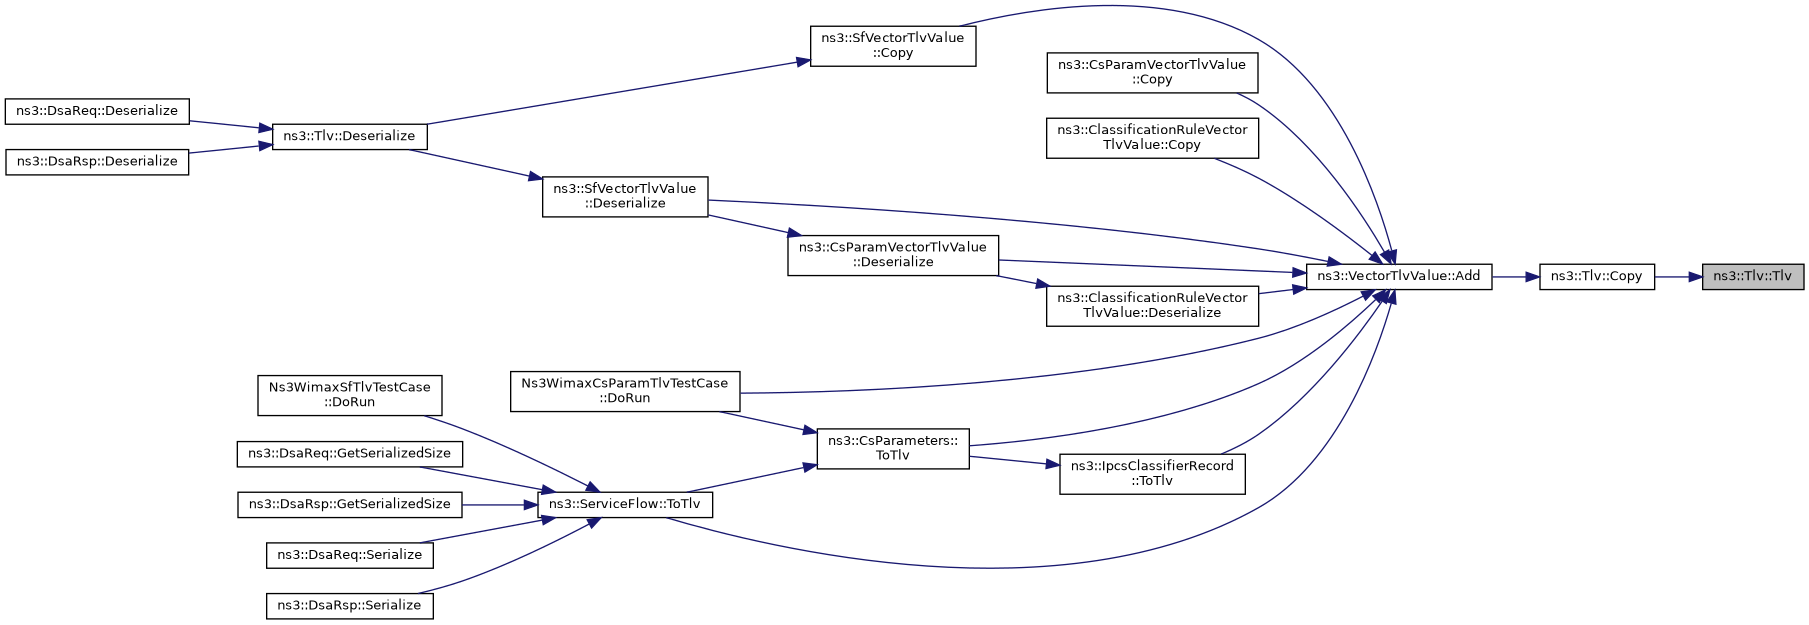 ns3::SfVectorTlvValue
::Copy
ns3::CsParamVectorTlvValue
::Copy
ns3::DsaReq::Deserialize
ns3::Tlv::Deserialize
ns3::ClassificationRuleVector
TlvValue::Copy
ns3::DsaRsp::Deserialize
ns3::SfVectorTlvValue
::Deserialize
ns3::CsParamVectorTlvValue
::Deserialize
ns3::VectorTlvValue::Add
ns3::Tlv::Copy
ns3::Tlv::Tlv
ns3::ClassificationRuleVector
TlvValue::Deserialize
Ns3WimaxSfTlvTestCase
::DoRun
Ns3WimaxCsParamTlvTestCase
::DoRun
ns3::CsParameters::
ToTlv
ns3::DsaReq::GetSerializedSize
ns3::IpcsClassifierRecord
::ToTlv
ns3::DsaRsp::GetSerializedSize
ns3::ServiceFlow::ToTlv
ns3::DsaReq::Serialize
ns3::DsaRsp::Serialize